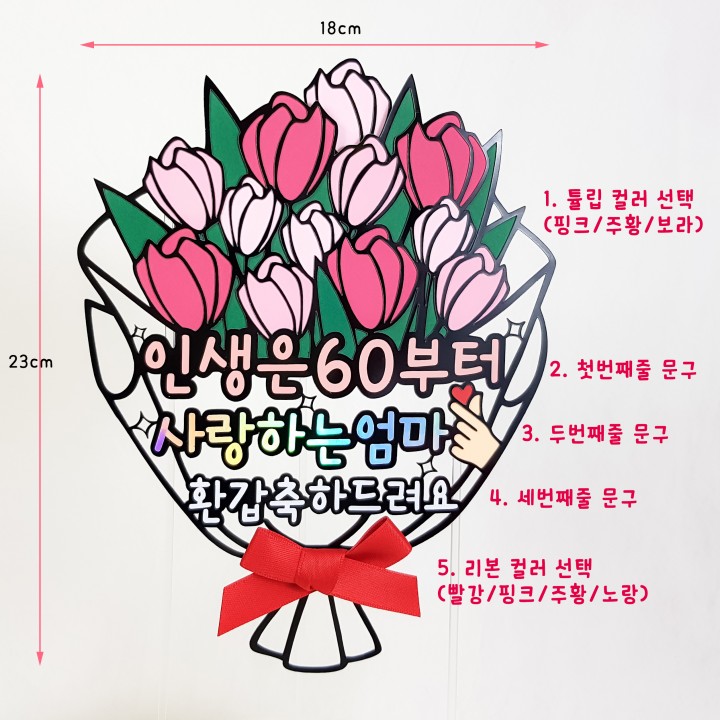 18cm
23cm
1. 튤립 컬러 선택
(핑크/주황/보라)
인생은60부터
2. 첫번째줄 문구
사랑하는엄마
3. 두번째줄 문구
환갑축하드려요
4. 세번째줄 문구
5. 리본 컬러 선택
(빨강/핑크/주황/노랑)